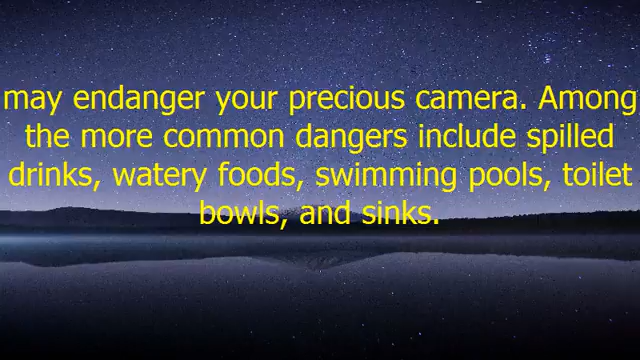 may endanger your precious camera. Among
the more common dangers include spilled
drinks, watery foods, swimming pools, toilet
bowls, and sinks.